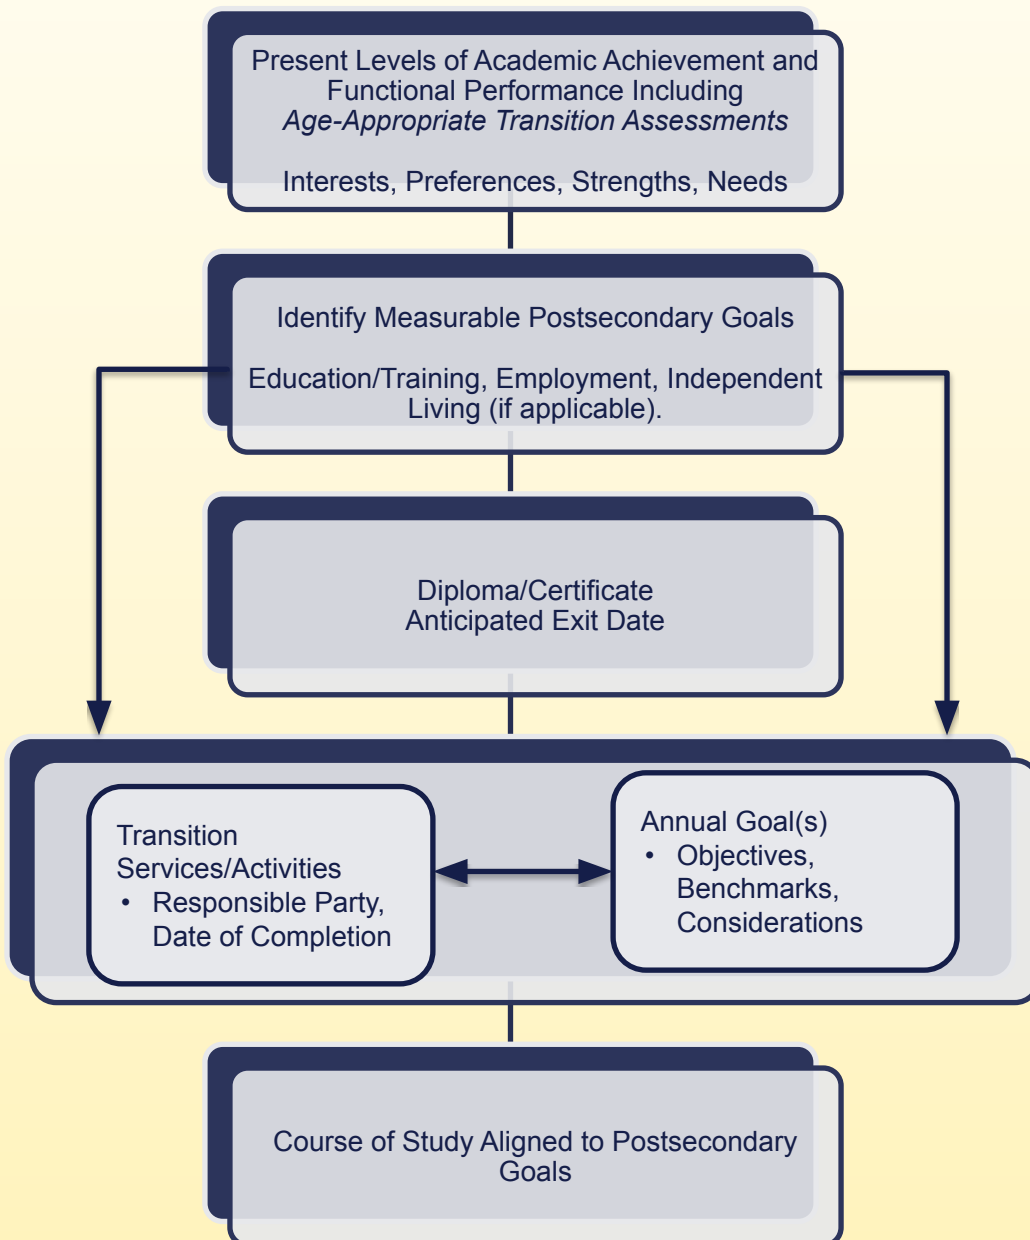 Present Levels of Academic Achievement and
Functional Performance Including
Age-Appropriate Transition Assessments
Interests, Preferences, Strengths, Needs
Identify Measurable Postsecondary Goals
Education/Training, Employment, Independent
Living (if applicable).
Diploma/Certificate
Anticipated Exit Date
Transition
Services/Activities
• Responsible Party,
Date of Completion
Annual Goal(s)
• Objectives,
Benchmarks,
Considerations
Course of Study Aligned to Postsecondary
Goals